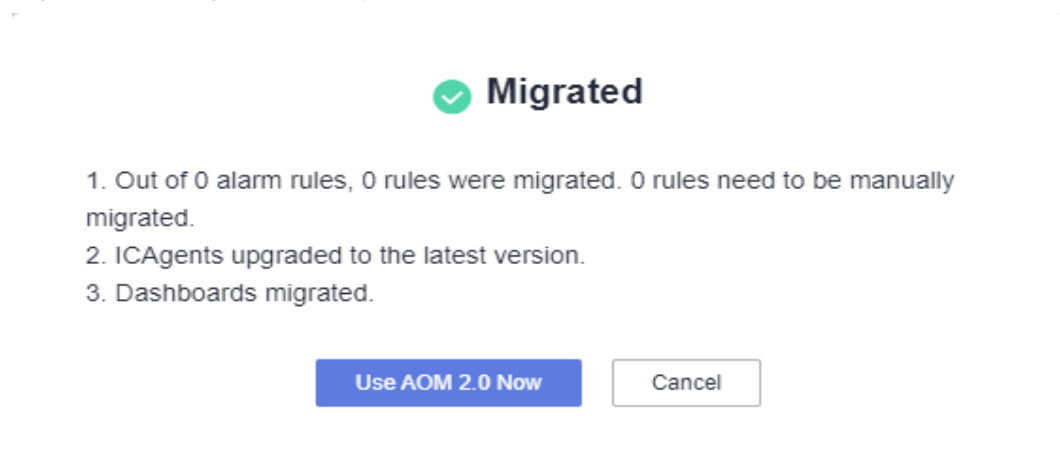 Migrated
1. Out of 0 alarm rules, 0 rules were migrated. 0 rules need to be manually
migrated.
2. ICAgents upgraded to the latest version.
3. Dashboards migrated.
Use AOM 2.0 Now
Cancel